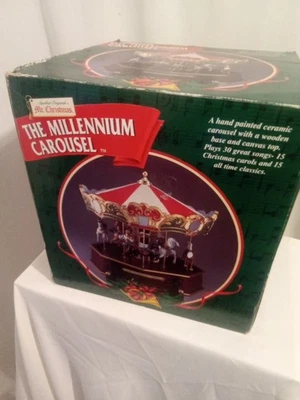 Mr. Christmas
THE MILLENNIUM
CAROUSEL ™
A hand painted ceramic
carousel with a wooden
base and canvas top.
Plays 30 great songs- 15
Christmas carols and 15
all time classics.